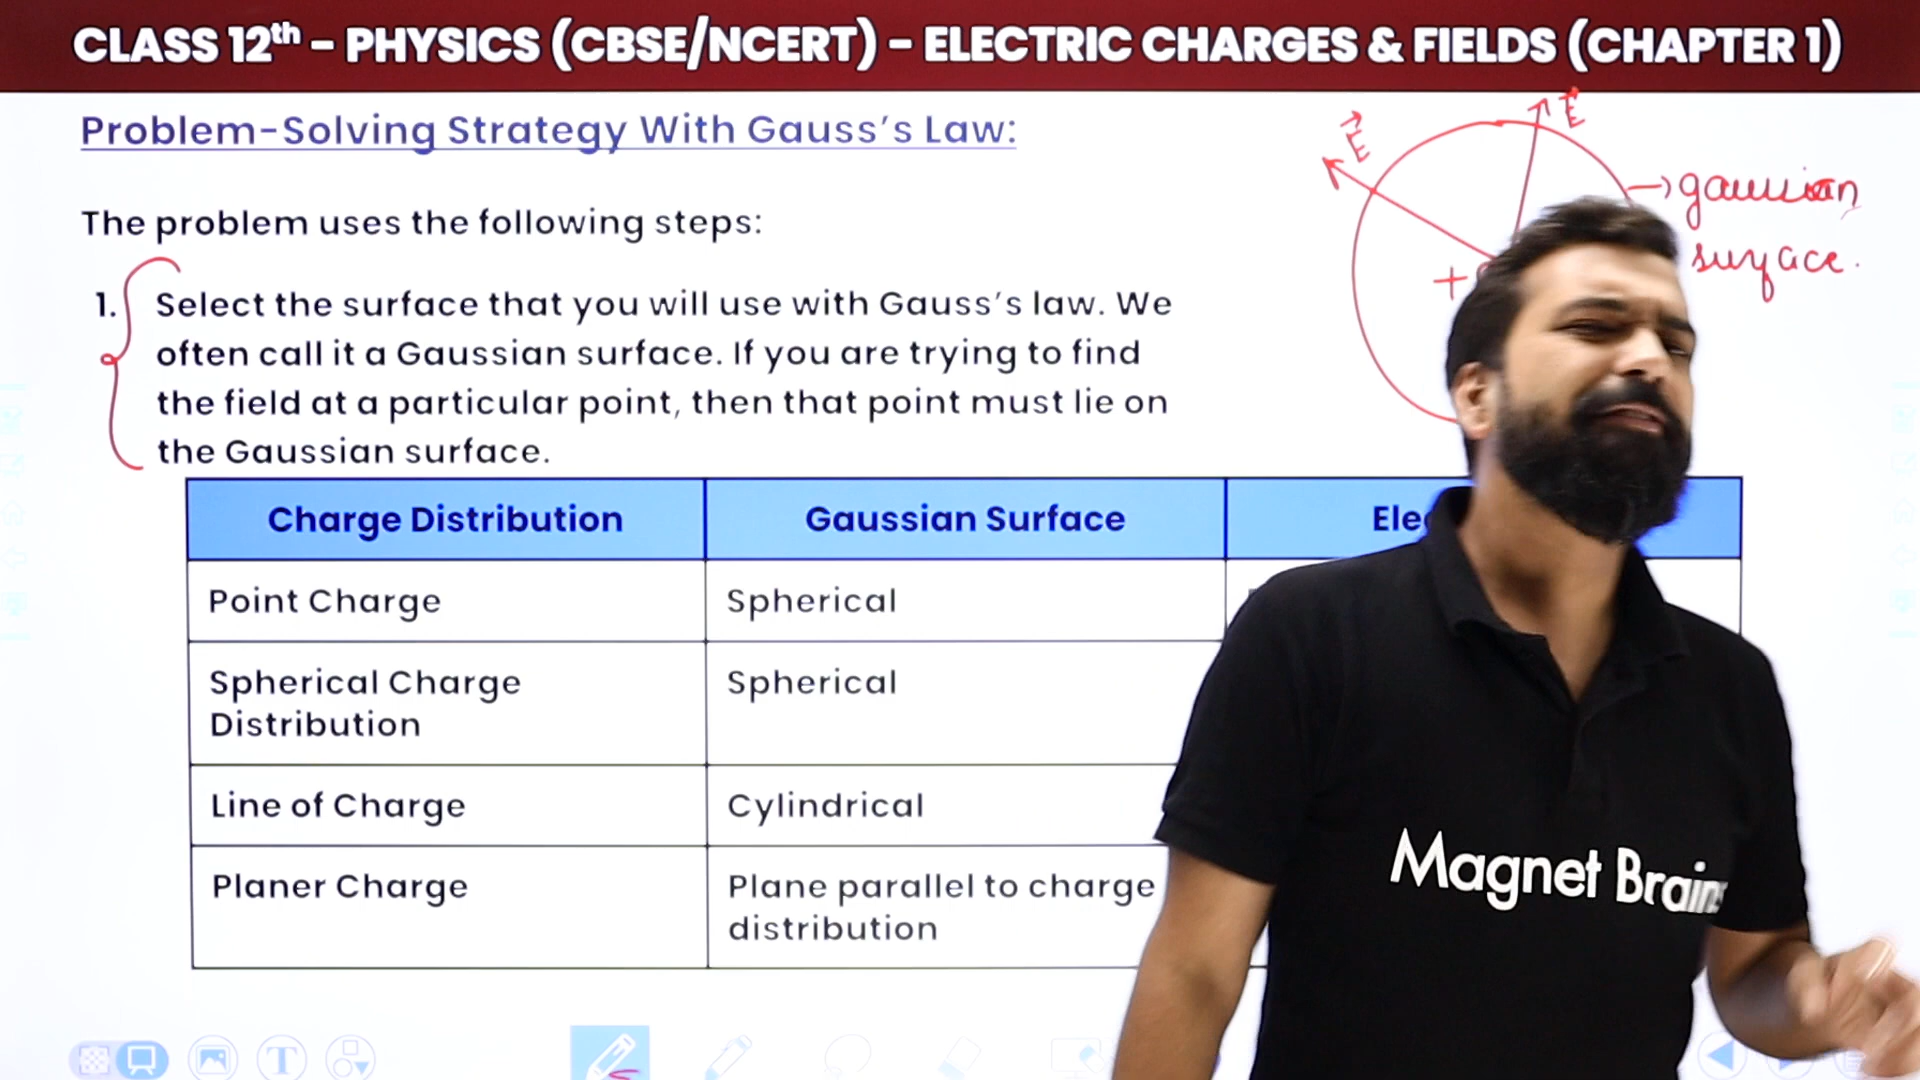 CLASS 12th – PHYSICS (CBSE/NCERT) – ELECTRIC CHARGES & FIELDS (CHAPTER 1)
Problem-Solving Strategy With Gauss's Law:
The problem uses the following steps:
1. Select the surface that you will use with Gauss's law. We
often call it a Gaussian surface. If you are trying to find
the field at a particular point, then that point must lie on
the Gaussian surface.
E
E
gaussian
surface.
+
Charge Distribution
Gaussian Surface
Point Charge
Spherical
Spherical Charge
Distribution
Spherical
Line of Charge
Cylindrical
Planer Charge
Plane parallel to charge
distribution
Magnet Brains
T